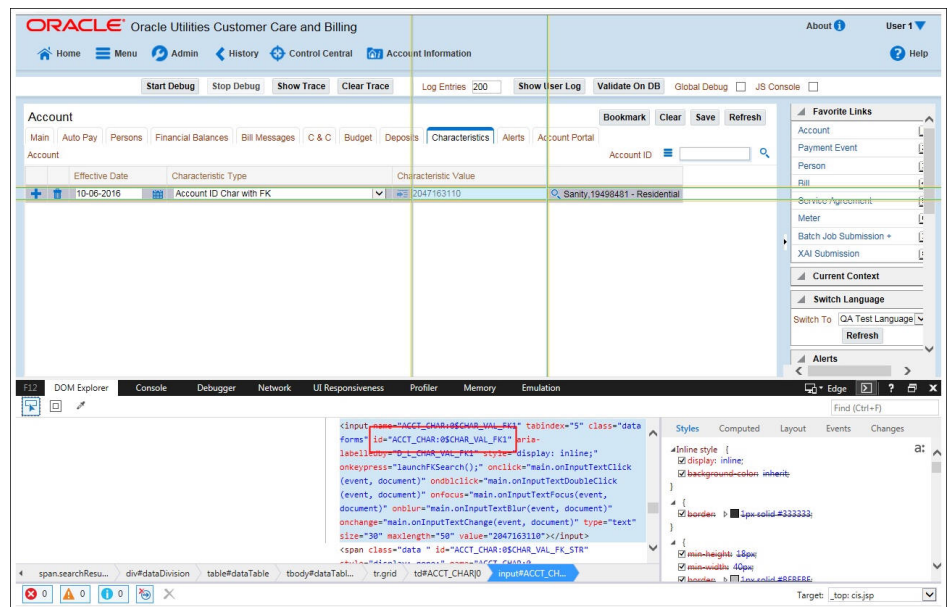 ORACLE® Oracle Utilities Customer Care and Billing
About User 1
Home Menu Admin History Control Central Account Information
Help
Start Debug Stop Debug Show Trace Clear Trace Log Entries 200 Show User Log Validate On DB Global Debug JS Console
Account
Bookmark Clear Save Refresh
Main Auto Pay Persons Financial Balances Bill Messages C & C Budget Deposits Characteristics Alerts Account Portal
Account
Account ID
Effective Date Characteristic Type Characteristic Value
10-06-2016 Account ID Char with FK 2047163110 Sanity,19498481 - Residential
Favorite Links
Account
Payment Event
Person
Bill
Service Agreement
Meter
Batch Job Submission +
XAI Submission
Current Context
Switch Language
Switch To QA Test Language
Refresh
Alerts
F12 DOM Explorer Console Debugger Network UI Responsiveness Profiler Memory Emulation
Edge ?
Find (Ctrl+F)
<input name="ACCT_CHAR:0$CHAR_VAL_FK1" tabindex="5" class="data
forms" id="ACCT_CHAR:0$CHAR_VAL_FK1" aria-
labelledby="D_L_CHAR_VAL_FK1" style="display: inline;"
onkeypress="launchFKSearch();" onclick="main.onInputTextClick
(event, document)" ondblclick="main.onInputTextDoubleClick
(event, document)" onfocus="main.onInputTextFocus(event,
document)" onblur="main.onInputTextBlur(event, document)"
onchange="main.onInputTextChange(event, document)" type="text"
size="30" maxlength="50" value="2047163110"></input>
<span class="data " id="ACCT_CHAR:0$CHAR_VAL_FK_STR"
Styles Computed Layout Events Changes
Inline style {
a:
display: inline;
background-color: inherit;
}
{
border: 1px solid #333333;
}
{
min-height: 18px;
min-width: 40px;
border: 1px solid #BEBEBE;
span.searchResu... div#dataDivision table#dataTable tbody#dataTabl... tr.grid td#ACCT_CHAR|0 input#ACCT_CH...
0 0 0
Target: _top: cis.jsp